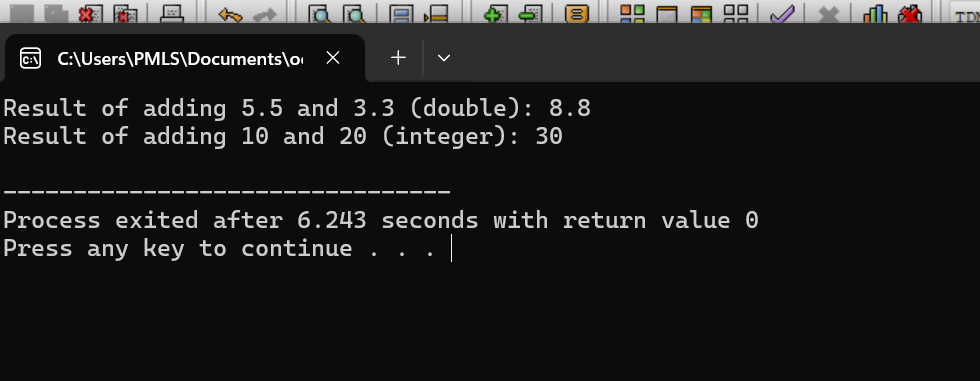 C:\Users\PMLS\Documents\o
Result of adding 5.5 and 3.3 (double): 8.8
Result of adding 10 and 20 (integer): 30
--------------------------------
Process exited after 6.243 seconds with return value 0
Press any key to continue . . .